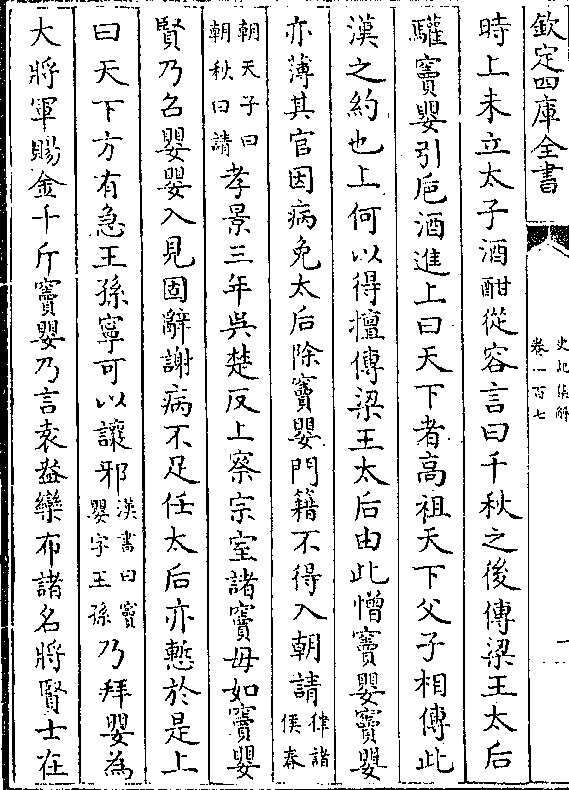 欽定四庫全書
史記集解
卷一百七
一
時上未立太子酒酣從容言曰千秋之後傳梁王太后
驩竇嬰引巵酒進上曰天下者高祖天下父子相傳此
漢之約也上何以得擅傳梁王太后由此憎竇嬰竇嬰
亦薄其官因病免太后除竇嬰門籍不得入朝請
律諸
侯春
朝天子曰
朝秋曰請
孝景三年吳楚反上察宗室諸竇毋如竇嬰
賢乃召嬰嬰入見固辭謝病不足任太后亦慙於是上
曰天下方有急王孫寧可以讓邪
漢書曰竇
嬰字王孫
乃拜嬰為
大將軍賜金千斤竇嬰乃言袁盎欒布諸名將賢士在